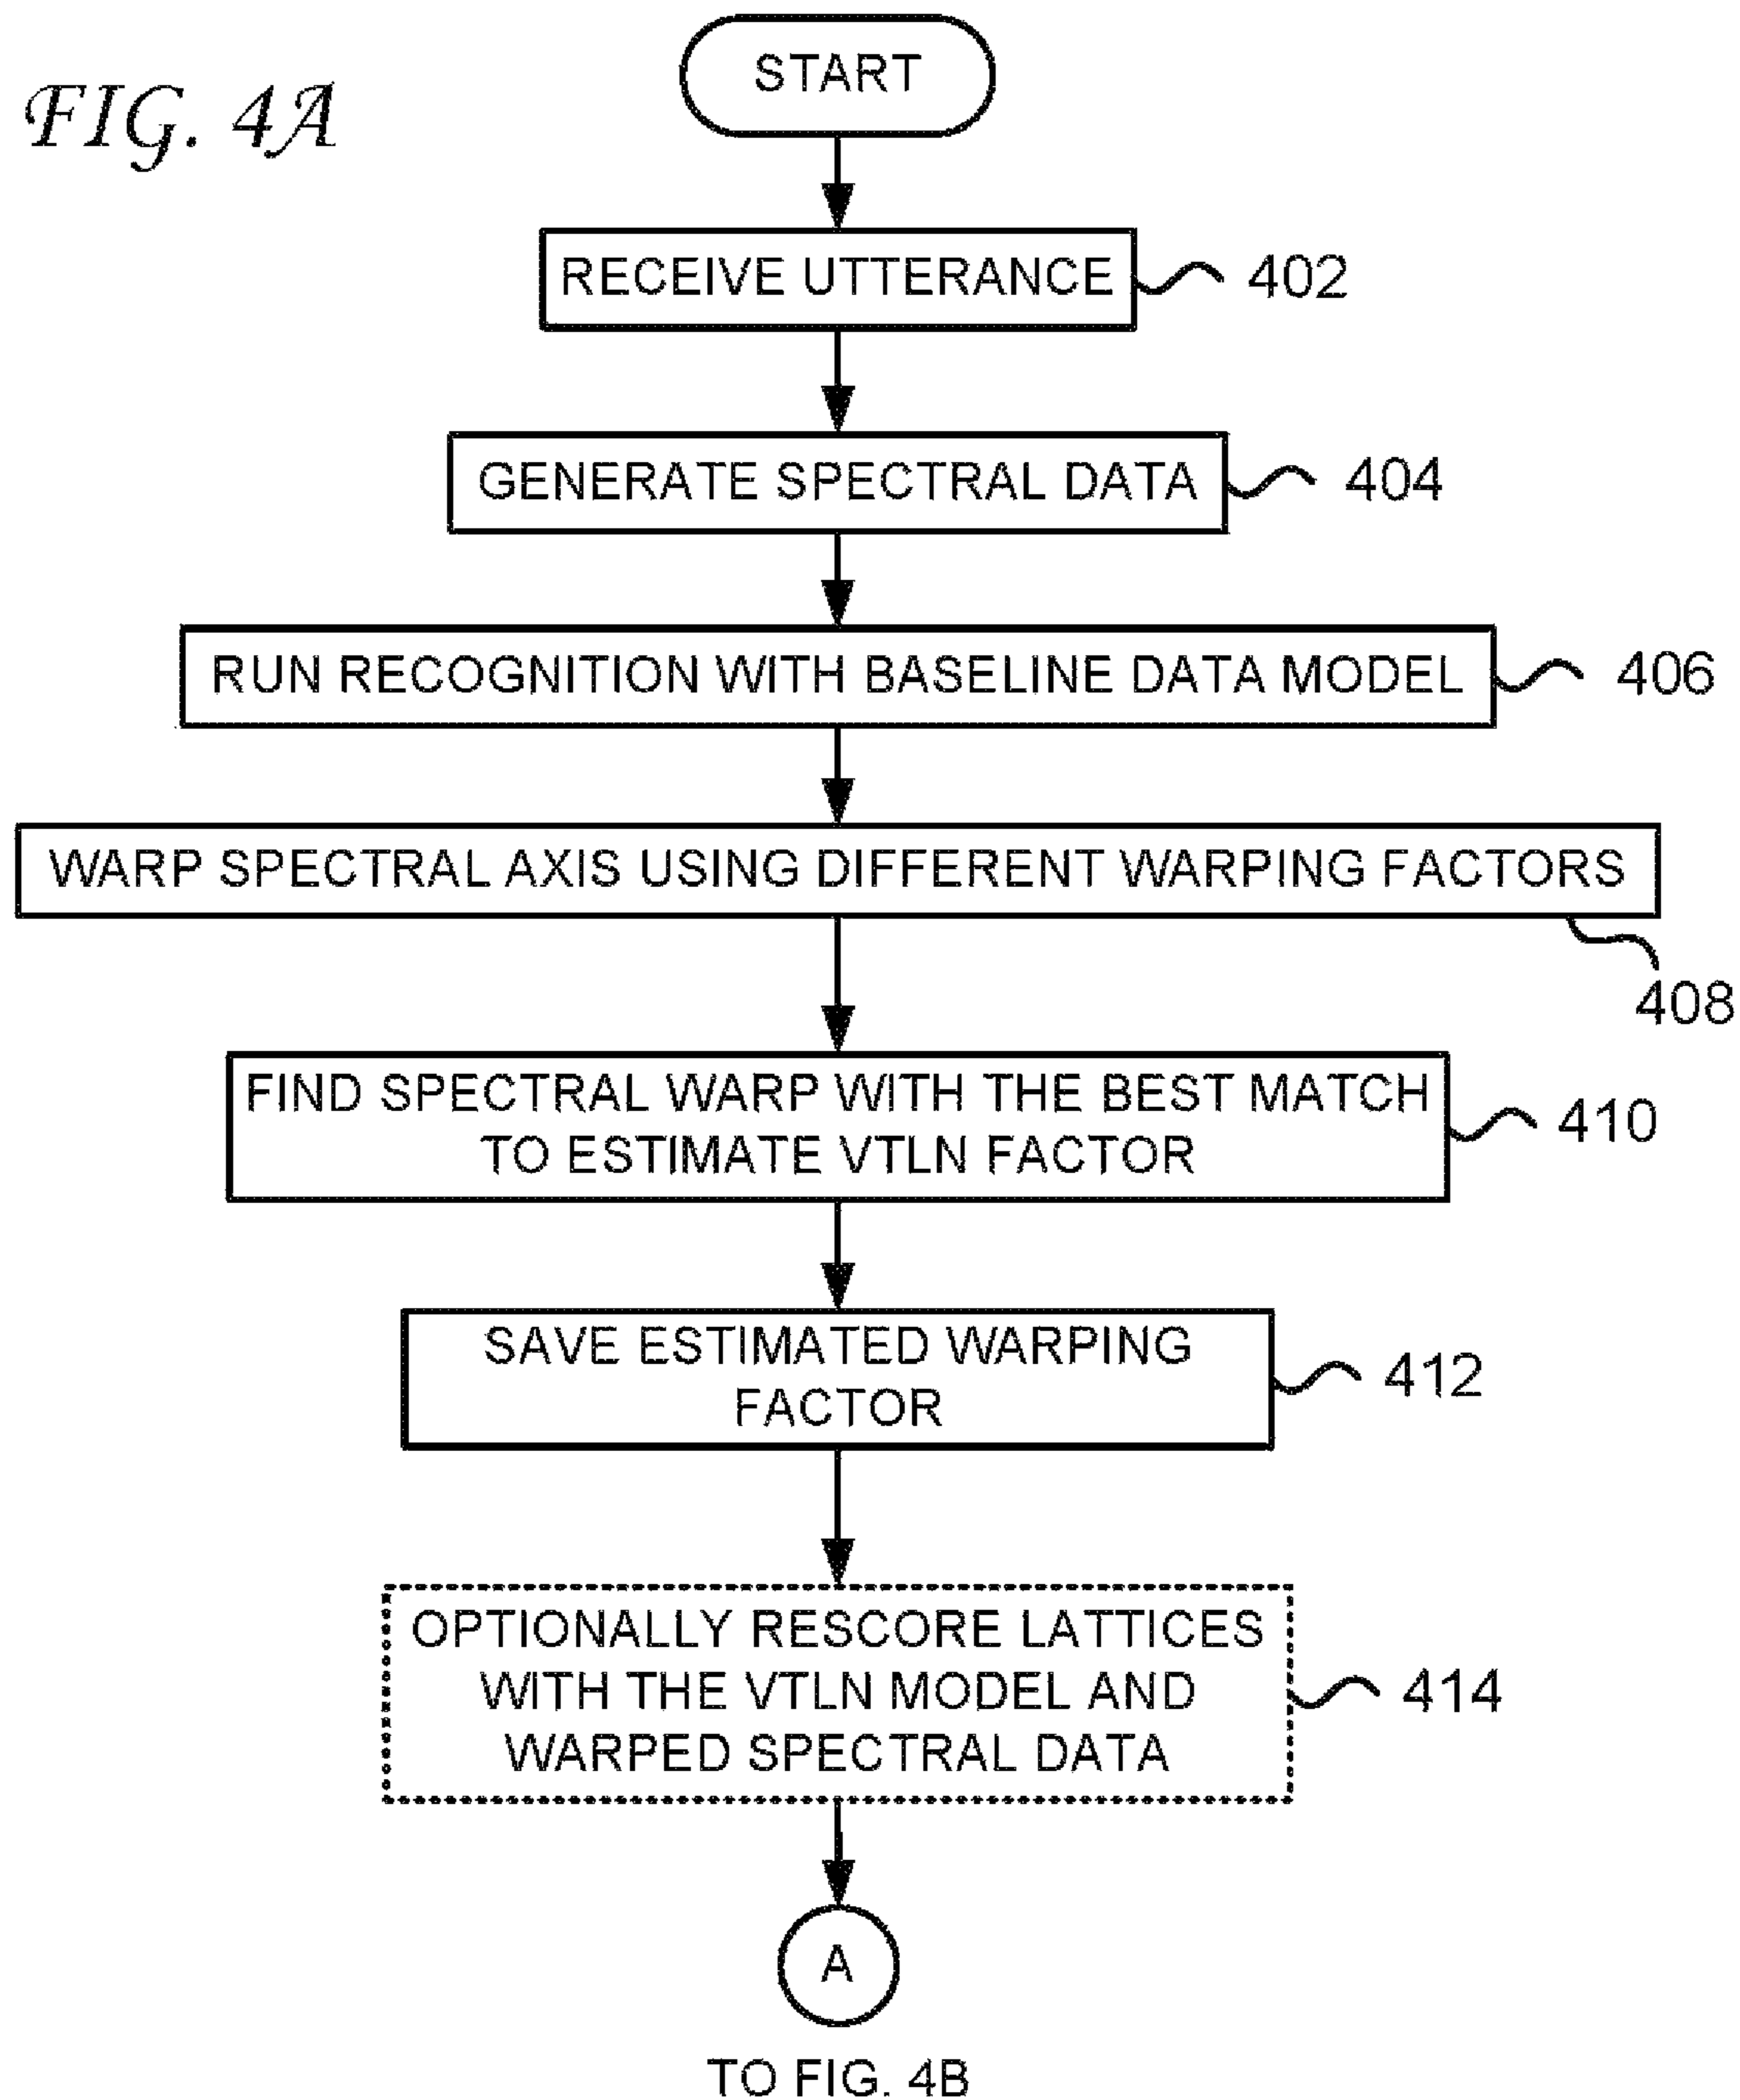 FIG. 4A
START
RECEIVE UTTERANCE
402
GENERATE SPECTRAL DATA
404
RUN RECOGNITION WITH BASELINE DATA MODEL
406
WARP SPECTRAL AXIS USING DIFFERENT WARPING FACTORS
408
FIND SPECTRAL WARP WITH THE BEST MATCH
TO ESTIMATE VTLN FACTOR
410
SAVE ESTIMATED WARPING
FACTOR
412
OPTIONALLY RESCORE LATTICES
WITH THE VTLN MODEL AND
WARPED SPECTRAL DATA
414
A
TO FIG. 4B